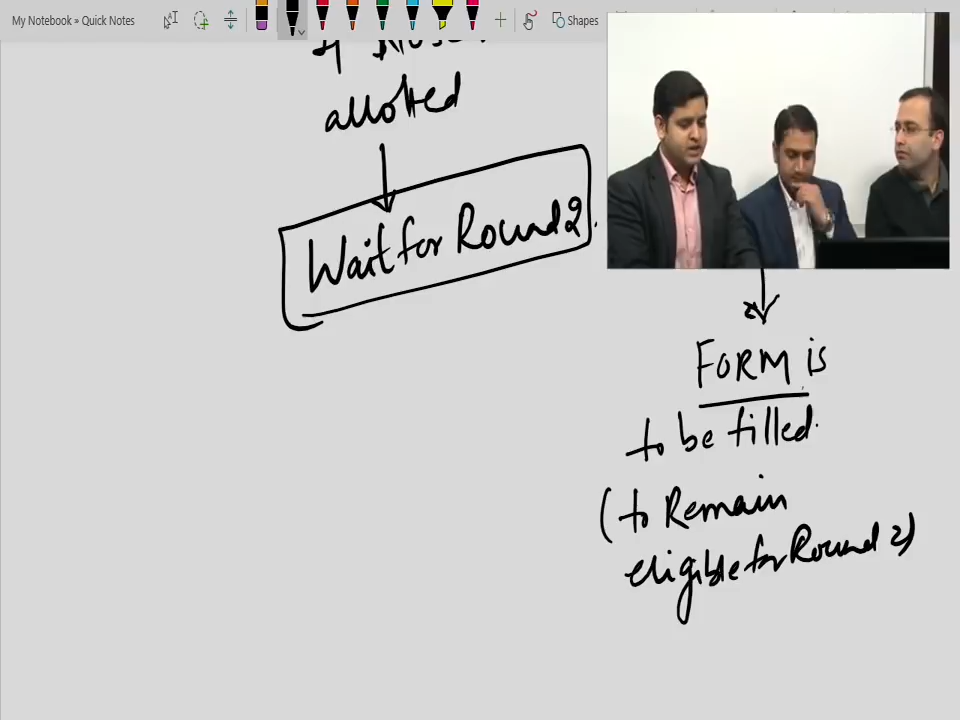 My Notebook » Quick Notes
Shapes
If
allotted
Wait for Round 2.
FORM is
to be filled.
(to Remain
eligible for Round 2)